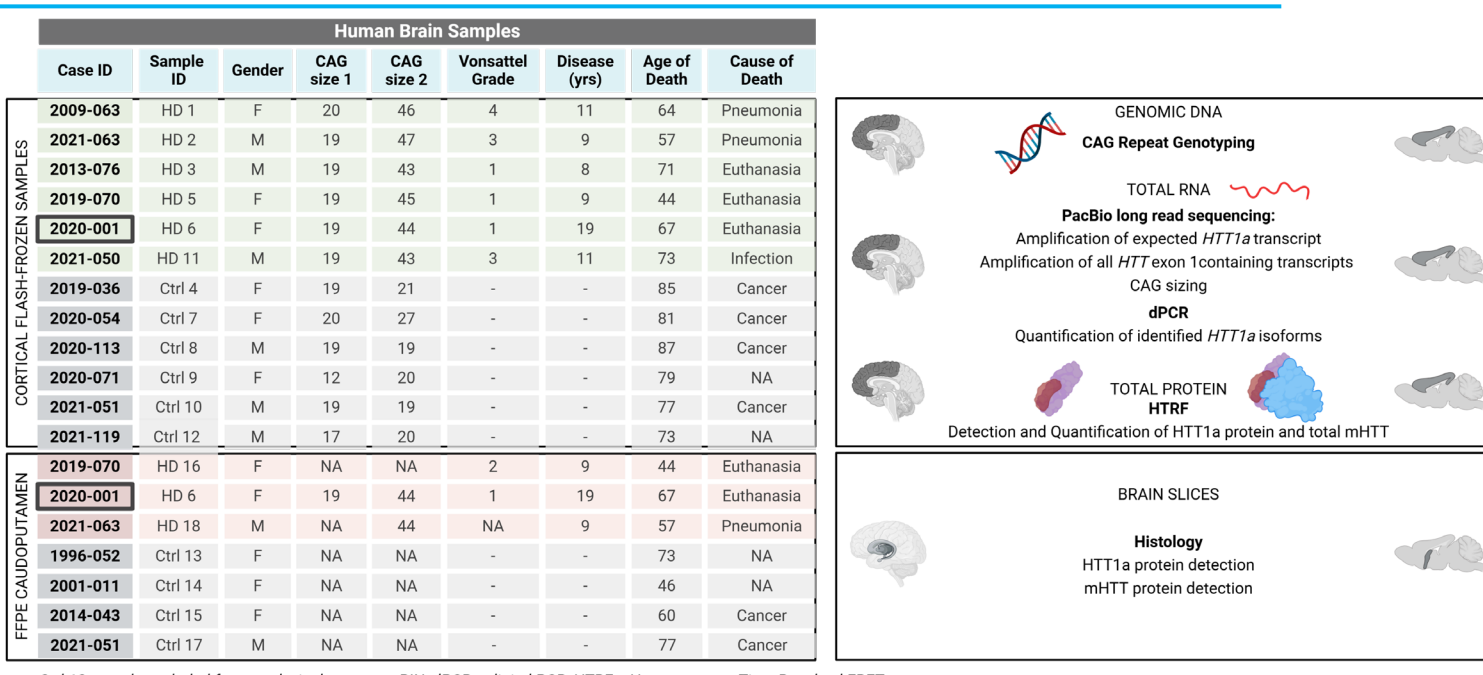 Human Brain Samples
Case ID Sample ID Gender CAG size 1 CAG size 2 Vonsattel Grade Disease (yrs) Age of Death Cause of Death
CORTICAL FLASH-FROZEN SAMPLES
2009-063 HD 1 F 20 46 4 11 64 Pneumonia
2021-063 HD 2 M 19 47 3 9 57 Pneumonia
2013-076 HD 3 M 19 43 1 8 71 Euthanasia
2019-070 HD 5 F 19 45 1 9 44 Euthanasia
2020-001 HD 6 F 19 44 1 19 67 Euthanasia
2021-050 HD 11 M 19 43 3 11 73 Infection
2019-036 Ctrl 4 F 19 21 - - 85 Cancer
2020-054 Ctrl 7 F 20 27 - - 81 Cancer
2020-113 Ctrl 8 M 19 19 - - 87 Cancer
2020-071 Ctrl 9 F 12 20 - - 79 NA
2021-051 Ctrl 10 M 19 19 - - 77 Cancer
2021-119 Ctrl 12 M 17 20 - - 73 NA
FFPE CAUDOPUTAMEN
2019-070 HD 16 F NA NA 2 9 44 Euthanasia
2020-001 HD 6 F 19 44 1 19 67 Euthanasia
2021-063 HD 18 M NA 44 NA 9 57 Pneumonia
1996-052 Ctrl 13 F NA NA - - 73 NA
2001-011 Ctrl 14 F NA NA - - 46 NA
2014-043 Ctrl 15 F NA NA - - 60 Cancer
2021-051 Ctrl 17 M NA NA - - 77 Cancer
GENOMIC DNA
CAG Repeat Genotyping
TOTAL RNA
PacBio long read sequencing:
Amplification of expected HTT1a transcript
Amplification of all HTT exon 1containing transcripts
CAG sizing
dPCR
Quantification of identified HTT1a isoforms
TOTAL PROTEIN
HTRF
Detection and Quantification of HTT1a protein and total mHTT
BRAIN SLICES
Histology
HTT1a protein detection
mHTT protein detection